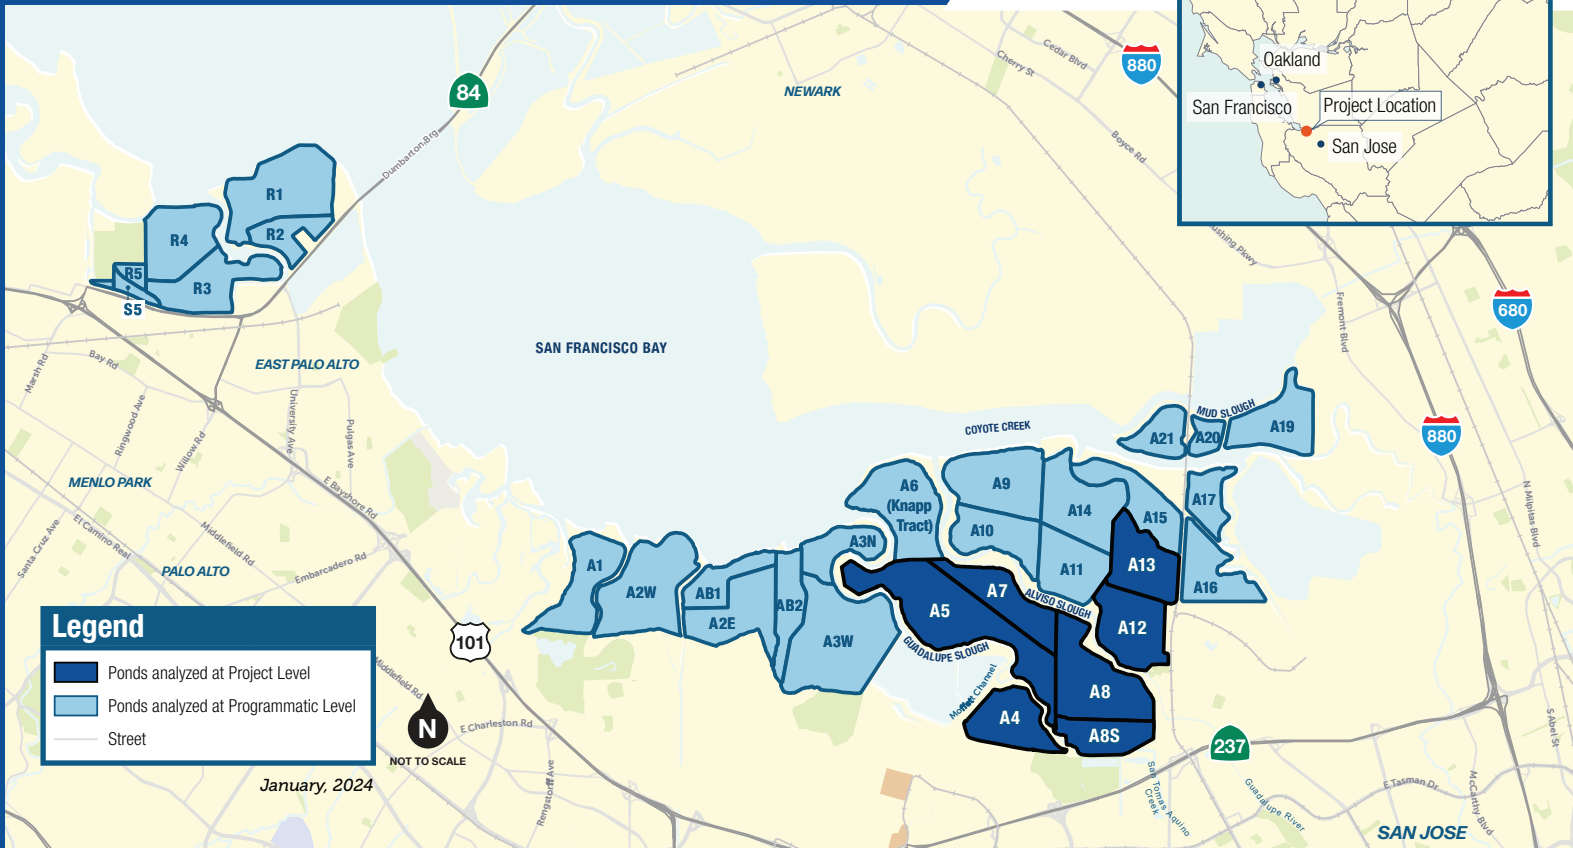 84
880
NEWARK
Cherry St
Cedar Blvd
Boyce Rd
Oakland
San Francisco
Project Location
San Jose
Dumbarton Brg
R1
R2
R4
R5
R3
S5
Fremont Blvd
680
SAN FRANCISCO BAY
EAST PALO ALTO
Marsh Rd
Bay Rd
Ringwood Ave
Willow Rd
University Ave
Pulgas Ave
MENLO PARK
E Bayshore Rd
Santa Cruz Ave
El Camino Real
Middlefield Rd
PALO ALTO
Embarcadero Rd
COYOTE CREEK
MUD SLOUGH
A21
A20
A19
880
A6
(Knapp
Tract)
A9
A10
A14
A15
A17
A3N
A11
A13
A16
A1
A2W
AB1
A2E
AB2
A3W
A5
A7
ALVISO SLOUGH
A12
GUADALUPE SLOUGH
Moffett Channel
A4
A8
A8S
N Milpitas Blvd
S Abel St
101
Middlefield Rd
E Charleston Rd
Rengstorff Ave
237
San Tomas Aquino
Creek
Guadalupe River
E Tasman Dr
McCarthy Blvd
SAN JOSE
Legend
Ponds analyzed at Project Level
Ponds analyzed at Programmatic Level
Street
N
NOT TO SCALE
January, 2024